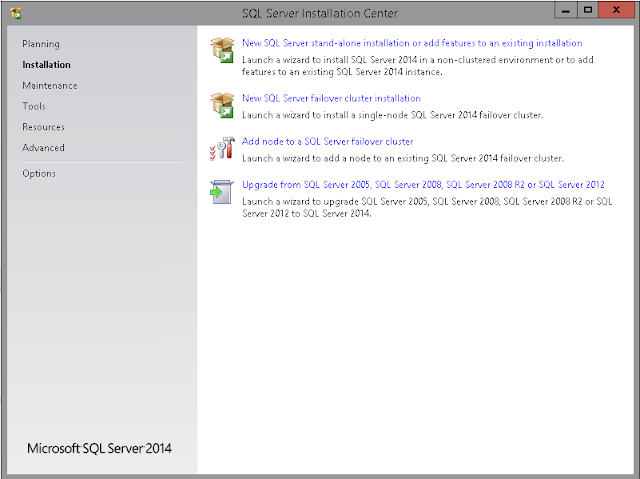 SQL Server Installation Center
Planning
Installation
Maintenance
Tools
Resources
Advanced
Options
New SQL Server stand-alone installation or add features to an existing installation
Launch a wizard to install SQL Server 2014 in a non-clustered environment or to add
features to an existing SQL Server 2014 instance.
New SQL Server failover cluster installation
Launch a wizard to install a single-node SQL Server 2014 failover cluster.
Add node to a SQL Server failover cluster
Launch a wizard to add a node to an existing SQL Server 2014 failover cluster.
Upgrade from SQL Server 2005, SQL Server 2008, SQL Server 2008 R2 or SQL Server 2012
Launch a wizard to upgrade SQL Server 2005, SQL Server 2008, SQL Server 2008 R2 or SQL
Server 2012 to SQL Server 2014.
Microsoft SQL Server 2014